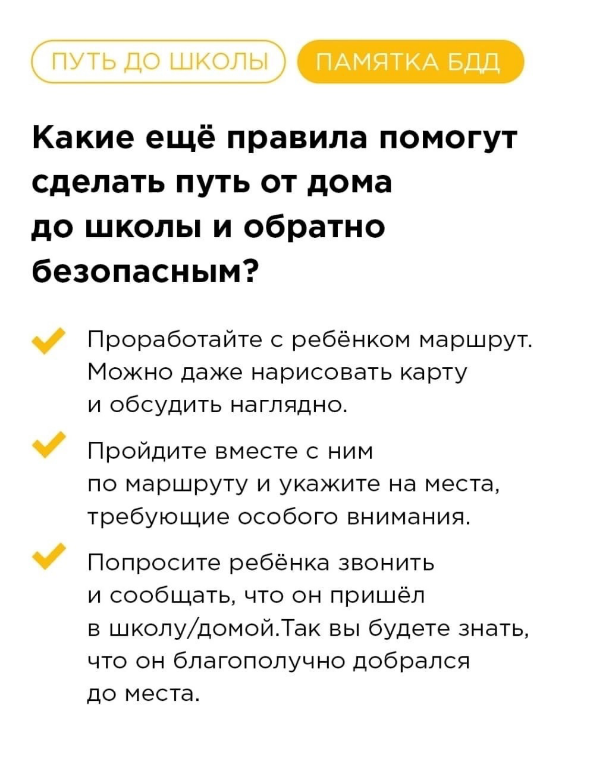 ПУТЬ ДО ШКОЛЫ
ПАМЯТКА БДД
Какие ещё правила помогут
сделать путь от дома
до школы и обратно
безопасным?
Проработайте с ребёнком маршрут.
Можно даже нарисовать карту
и обсудить наглядно.
Пройдите вместе с ним
по маршруту и укажите на места,
требующие особого внимания.
Попросите ребёнка звонить
и сообщать, что он пришёл
в школу/домой.Так вы будете знать,
что он благополучно добрался
до места.